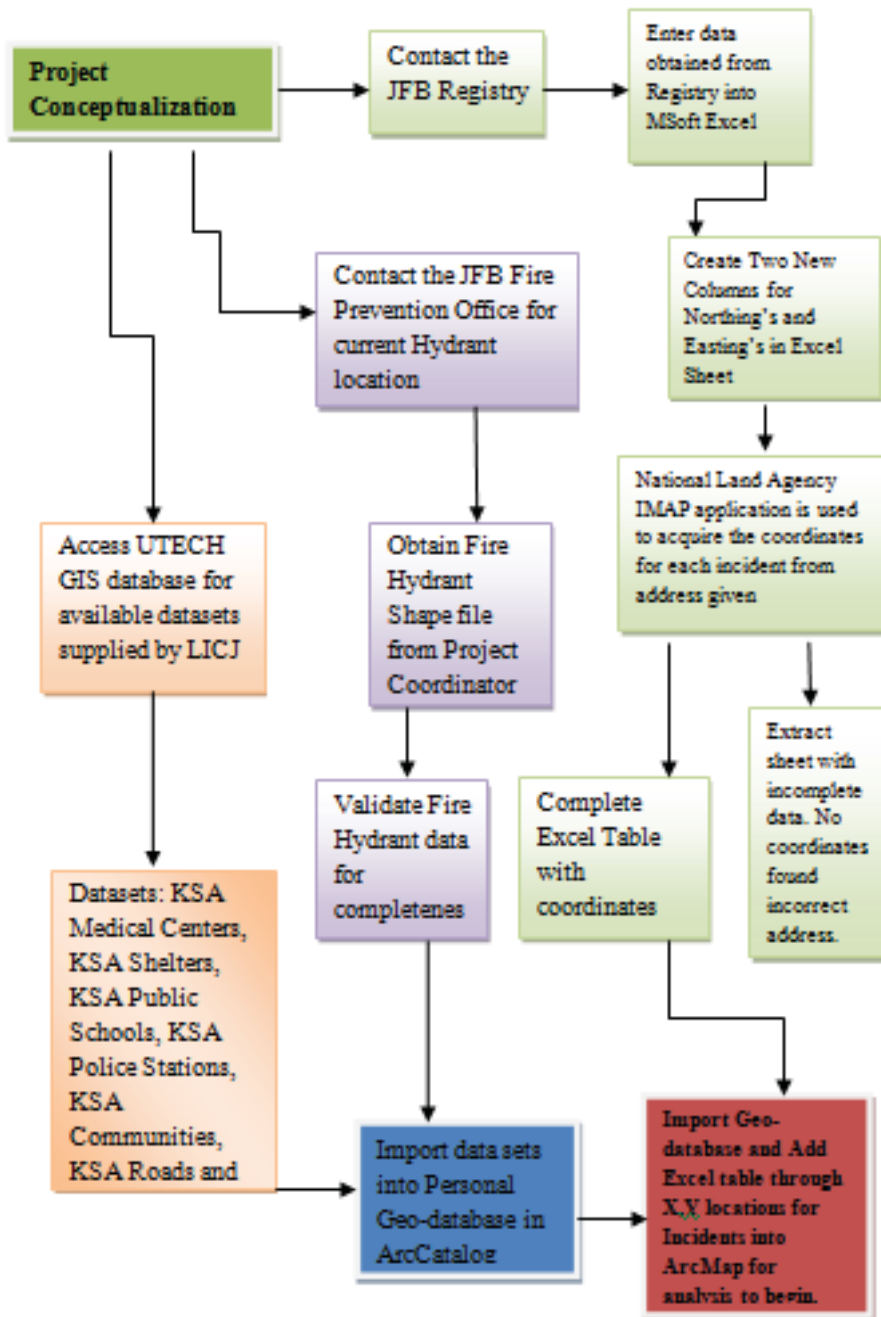 Project
Conceptualization
Contact the
JFB Registry
Enter data
obtained from
Registry into
MSoft Excel
Create Two New
Columns for
Northing's and
Easting's in Excel
Sheet
Contact the JFB Fire
Prevention Office for
current Hydrant
location
National Land Agency
IMAP application is used
to acquire the coordinates
for each incident from
address given
Access UTECH
GIS database for
available datasets
supplied by LICJ
Obtain Fire
Hydrant
Shape file
from Project
Coordinator
Extract
sheet with
incomplete
data. No
coordinates
found
incorrect
address.
Validate Fire
Hydrant data
for
completenes
Complete
Excel Table
with
coordinates
Datasets: KSA
Medical Centers,
KSA Shelters,
KSA Public
Schools, KSA
Police Stations,
KSA
Communities,
KSA Roads and
Import data sets
into Personal
Geo-database in
ArcCatalog
Import Geo-
database and Add
Excel table through
X,Y locations for
Incidents into
ArcMap for
analysis to begin.